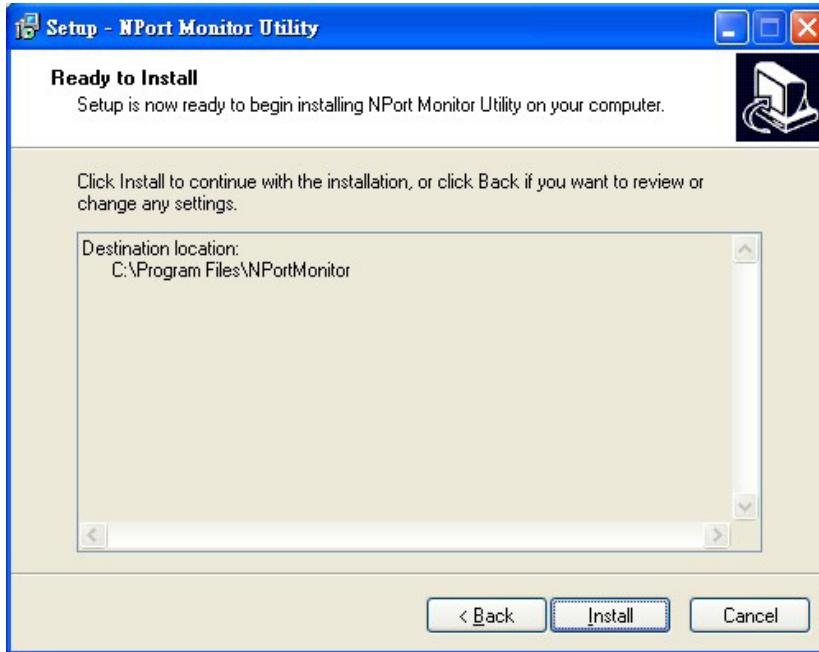 Setup - NPort Monitor Utility
Ready to Install
Setup is now ready to begin installing NPort Monitor Utility on your computer.
Click Install to continue with the installation, or click Back if you want to review or
change any settings.
Destination location:
C:\Program Files\NPortMonitor
< Back
Install
Cancel